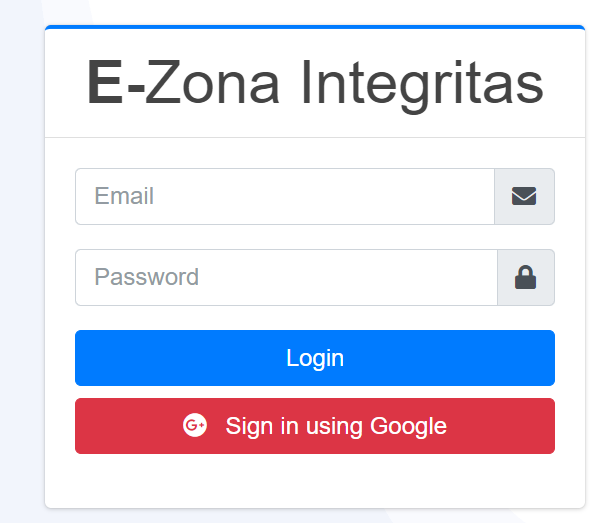 E-Zona Integritas
Email
Password
Login
Sign in using Google